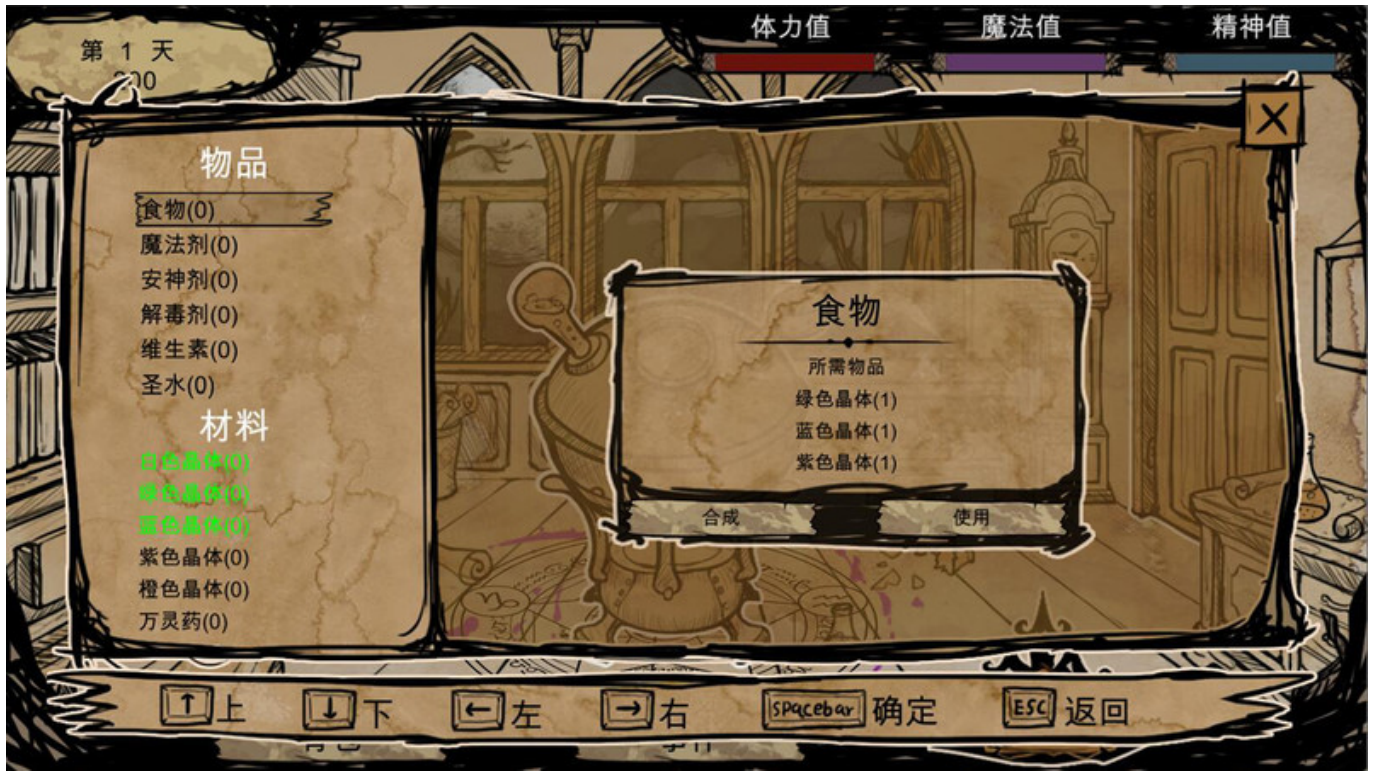 第 1 天
体力值
魔法值
精神值
物品
食物(0)
魔法剂(0)
安神剂(0)
解毒剂(0)
维生素(0)
圣水(0)
材料
白色晶体(0)
绿色晶体(0)
蓝色晶体(0)
紫色晶体(0)
橙色晶体(0)
万灵药(0)
X
食物
所需物品
绿色晶体(1)
蓝色晶体(1)
紫色晶体(1)
合成
使用
↑ 上
↓ 下
← 左
→ 右
SPacebar 确定
ESC 返回